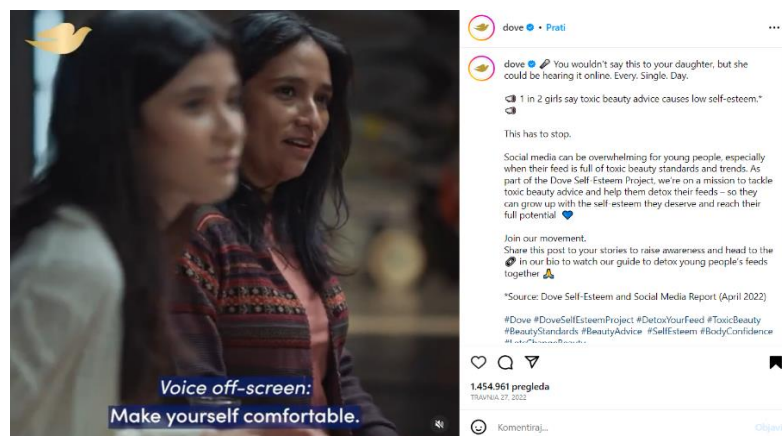 Voice off-screen:
Make yourself comfortable.
dove • Prati
dove You wouldn't say this to your daughter, but she
could be hearing it online. Every. Single. Day.
1 in 2 girls say toxic beauty advice causes low self-esteem.*
This has to stop.
Social media can be overwhelming for young people, especially
when their feed is full of toxic beauty standards and trends. As
part of the Dove Self-Esteem Project, we're on a mission to tackle
toxic beauty advice and help them detox their feeds – so they
can grow up with the self-esteem they deserve and reach their
full potential
Join our movement.
Share this post to your stories to raise awareness and head to the
in our bio to watch our guide to detox young people's feeds
together
*Source: Dove Self-Esteem and Social Media Report (April 2022)
#Dove #DoveSelfEsteemProject #DetoxYourFeed #ToxicBeauty
#BeautyStandards #BeautyAdvice #SelfEsteem #BodyConfidence
#LetsChangeBeauty
1.454.961 pregleda
TRAVNJA 27, 2022
Komentiraj...
Objavi